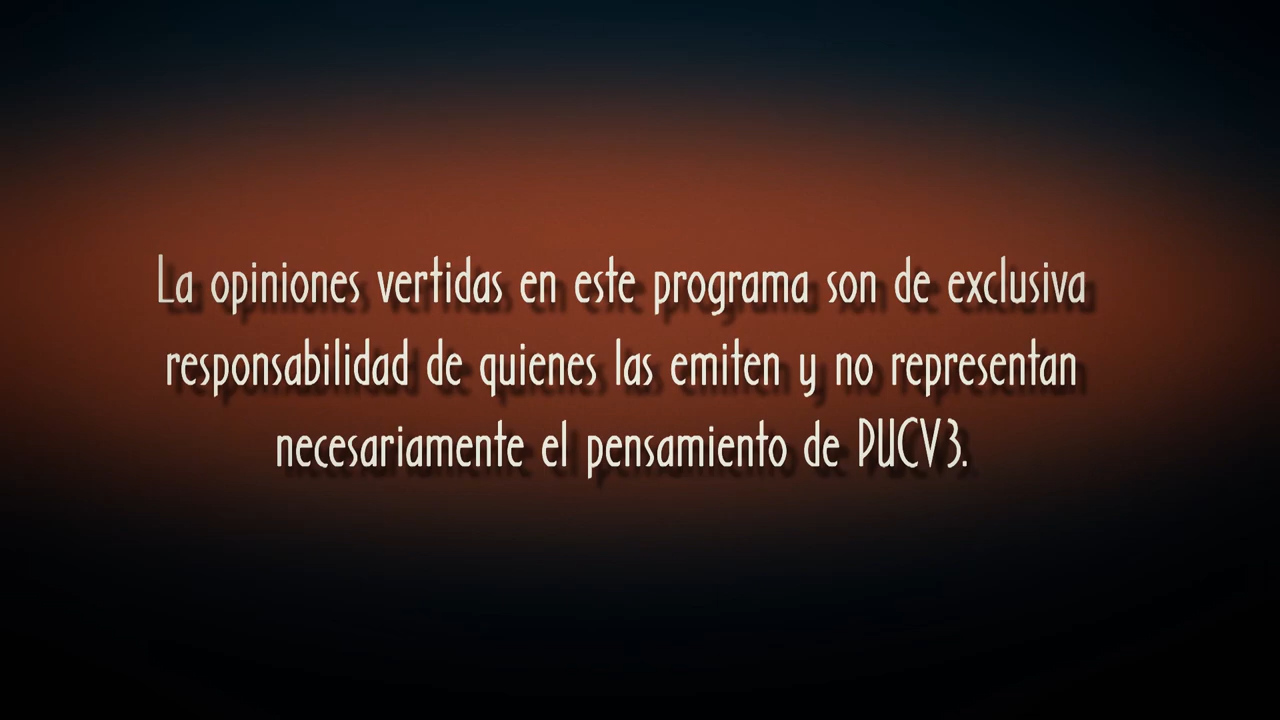 La opiniones vertidas en este programa son de exclusiva
responsabilidad de quienes las emiten y no representan
necesariamente el pensamiento de PUCV3.